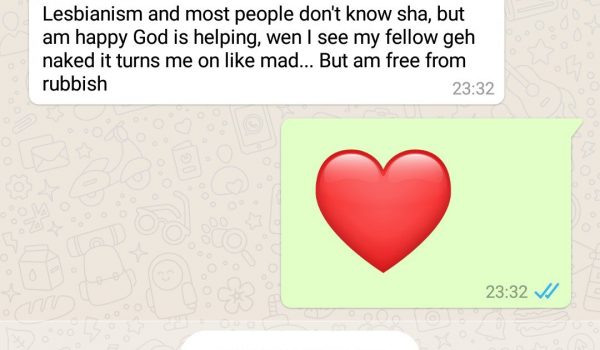 Lesbianism and most people don't know sha, but
am happy God is helping, wen I see my fellow geh
naked it turns me on like mad... But am free from
rubbish
23:32
23:32